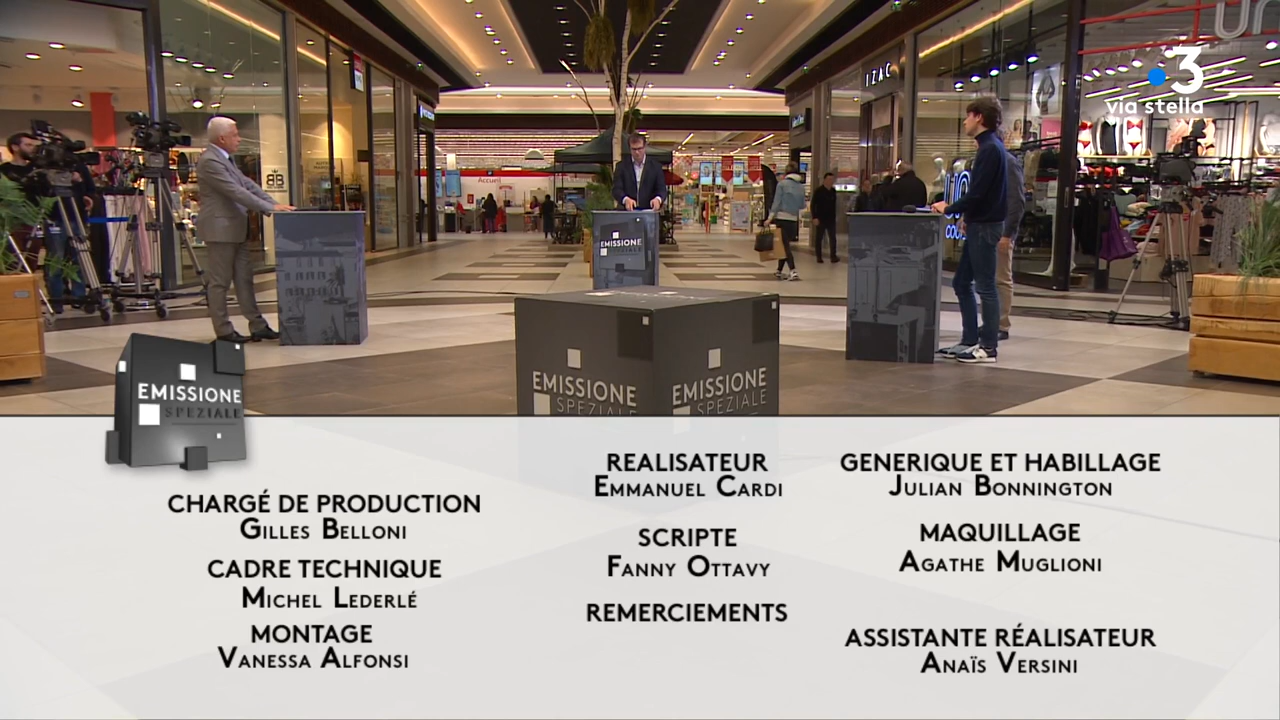 3
via stella
IZAC
Accueil
BB
EMISSIONE
SPEZIALE
EMISSIONE
SPEZIALE
EMISSIONE
SPEZIALE
EMISSIONE
SPEZIALE
CHARGÉ DE PRODUCTION
GILLES BELLONI
CADRE TECHNIQUE
MICHEL LEDERLÉ
MONTAGE
VANESSA ALFONSI
REALISATEUR
EMMANUEL CARDI
SCRIPTE
FANNY OTTAVY
REMERCIEMENTS
GENERIQUE ET HABILLAGE
JULIAN BONNINGTON
MAQUILLAGE
AGATHE MUGLIONI
ASSISTANTE RÉALISATEUR
ANAÏS VERSINI